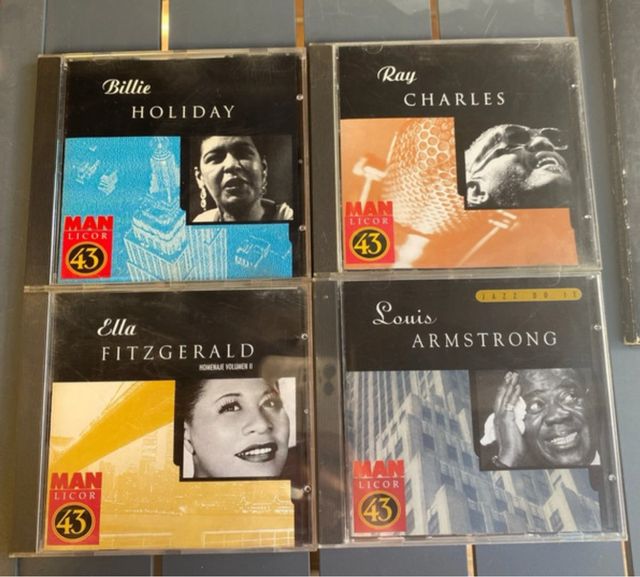 Billie
HOLIDAY
MAN
LICOR
43
Ray
CHARLES
MAN
LICOR
43
Ella
FITZGERALD
HOMENAJE VOLUMEN II
MAN
LICOR
43
JAZZ DO IT
Louis
ARMSTRONG
MAN
LICOR
43